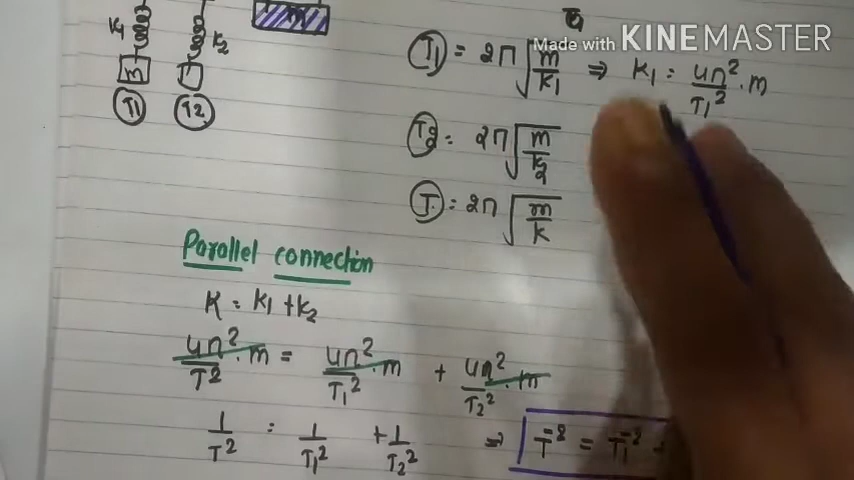 K₁
K₂
m
m
T₁
T2
T₁ = 2π√(m/K₁) ⇒ K₁ = 4π²/T₁² · m
Made with KINEMASTER
T2 = 2π√(m/K₂)
T = 2π√(m/K)
Parallel connection
K = K₁ + K₂
4π²/T² · m = 4π²/T₁² · m + 4π²/T₂² · m
1/T² = 1/T₁² + 1/T₂² ⇒ T⁻² = T₁⁻² +